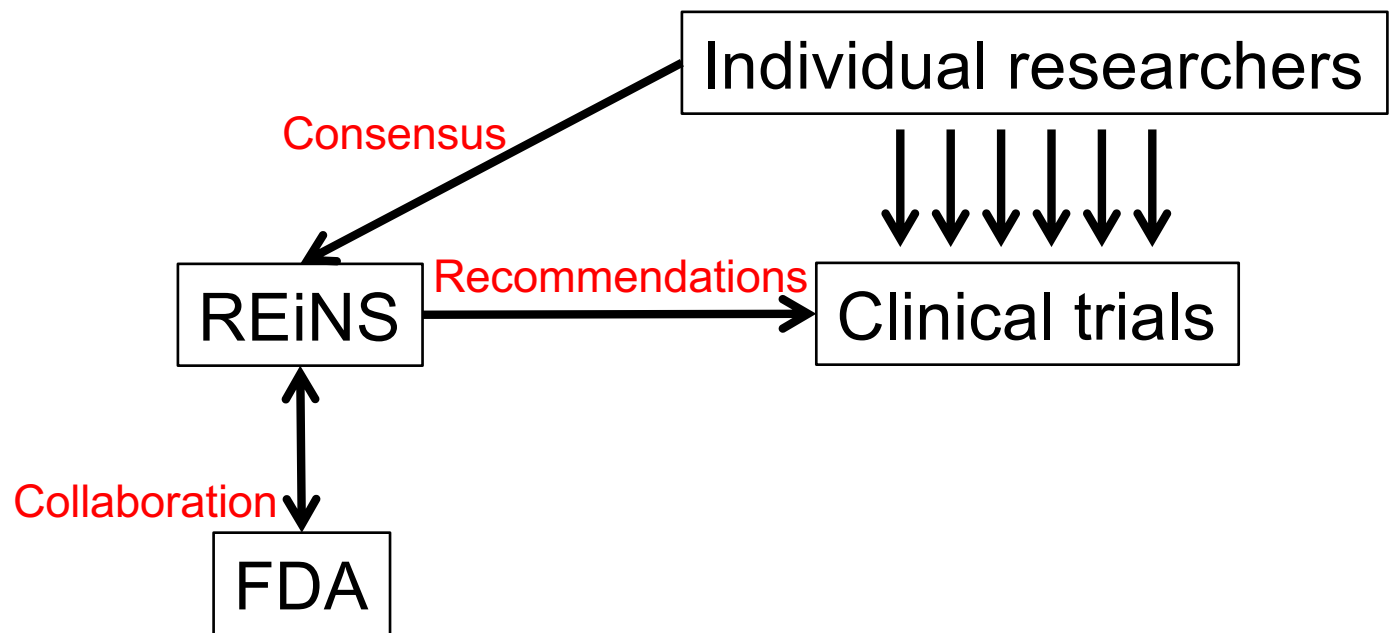 Individual researchers
Consensus
Recommendations
REiNS
Clinical trials
Collaboration
FDA